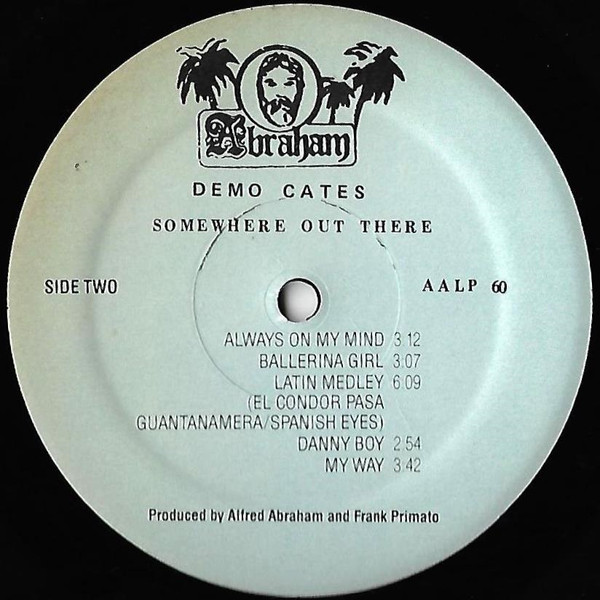 Abraham
DEMO CATES
SOMEWHERE OUT THERE
SIDE TWO
AALP 60
ALWAYS ON MY MIND 3:12
BALLERINA GIRL 3:07
LATIN MEDLEY 6:09
(EL CONDOR PASA
GUANTANAMERA/SPANISH EYES)
DANNY BOY 2:54
MY WAY 3:42
Produced by Alfred Abraham and Frank Primato